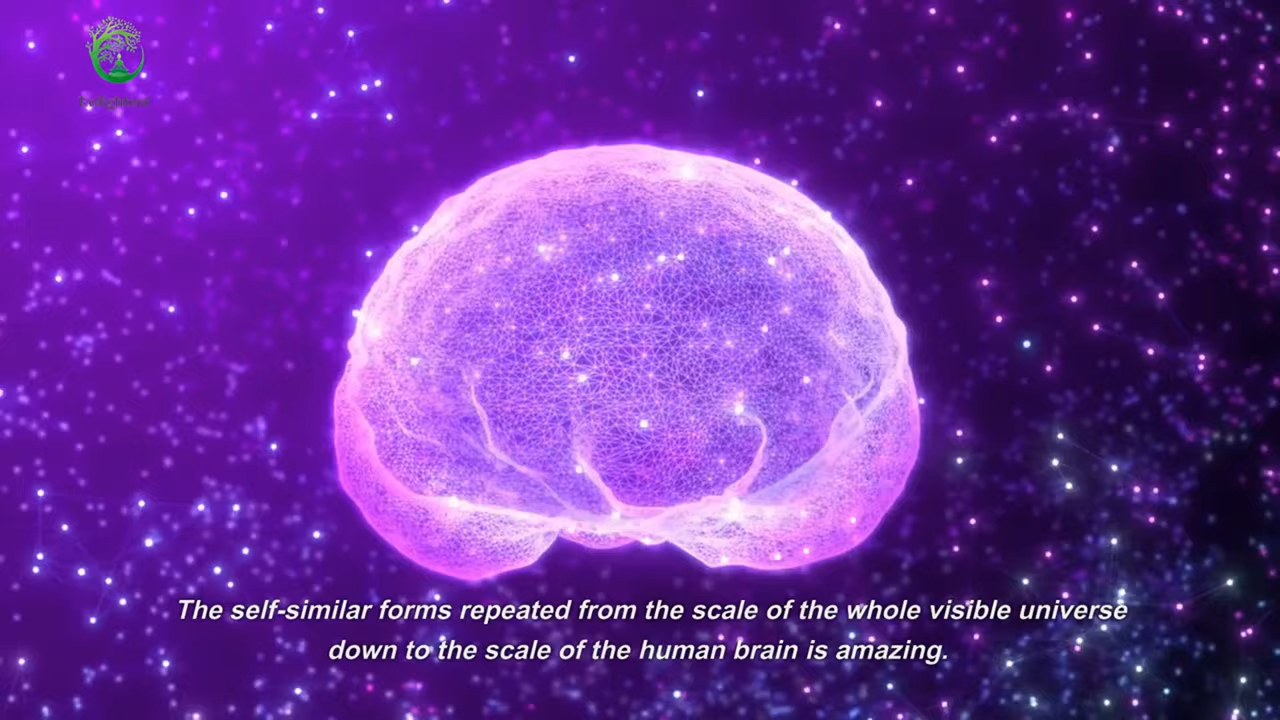 The self-similar forms repeated from the scale of the whole visible universe
down to the scale of the human brain is amazing.